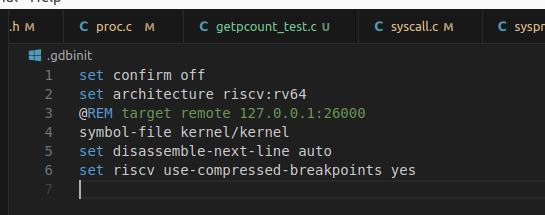 Help
.h M
C proc.c M
C getpcount_test.c U
C syscall.c M
C syspr
.gdbinit
1 set confirm off
2 set architecture riscv:rv64
3 @REM target remote 127.0.0.1:26000
4 symbol-file kernel/kernel
5 set disassemble-next-line auto
6 set riscv use-compressed-breakpoints yes
7